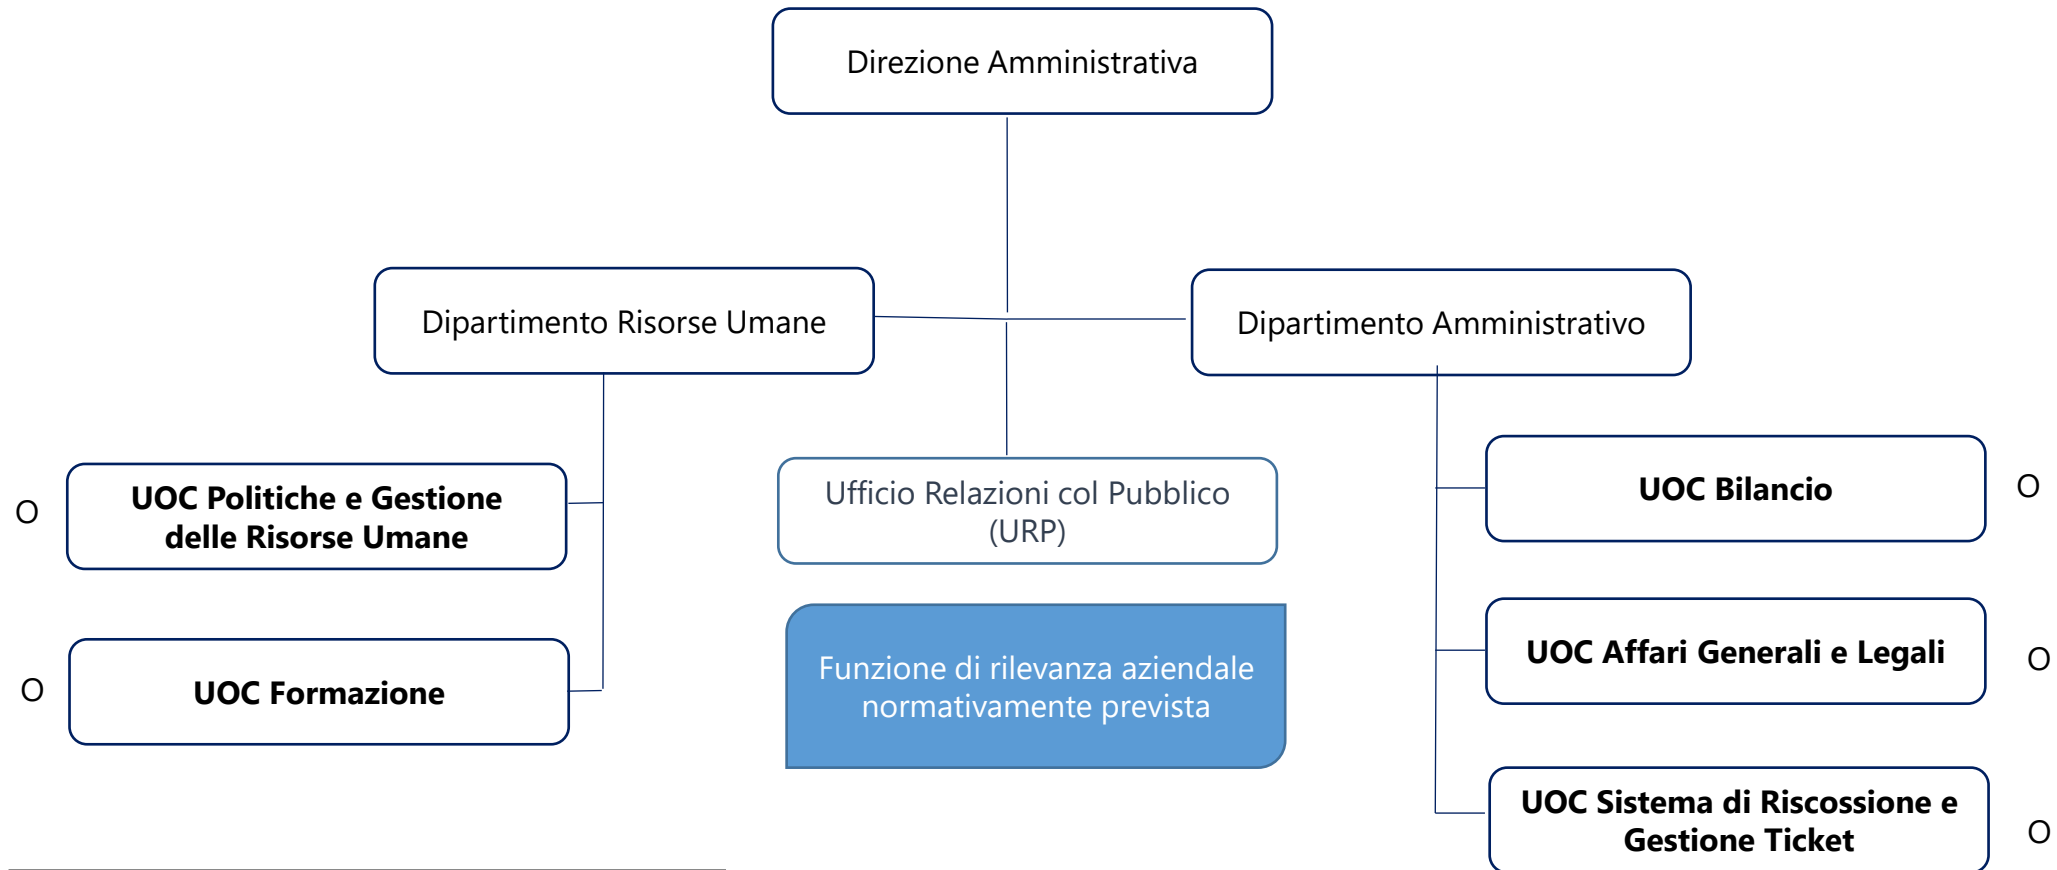 Direzione Amministrativa
Dipartimento Risorse Umane
Dipartimento Amministrativo
O
UOC Politiche e Gestione
delle Risorse Umane
Ufficio Relazioni col Pubblico
(URP)
UOC Bilancio
O
O
UOC Formazione
Funzione di rilevanza aziendale
normativamente prevista
UOC Affari Generali e Legali
O
UOC Sistema di Riscossione e
Gestione Ticket
O